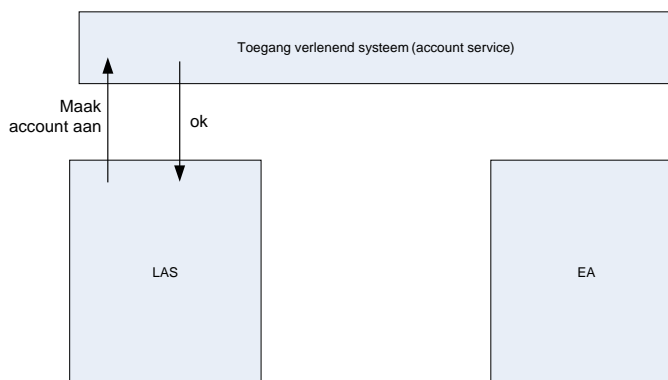 Toegang verlenend systeem (account service)
Maak
account aan
ok
LAS
EA